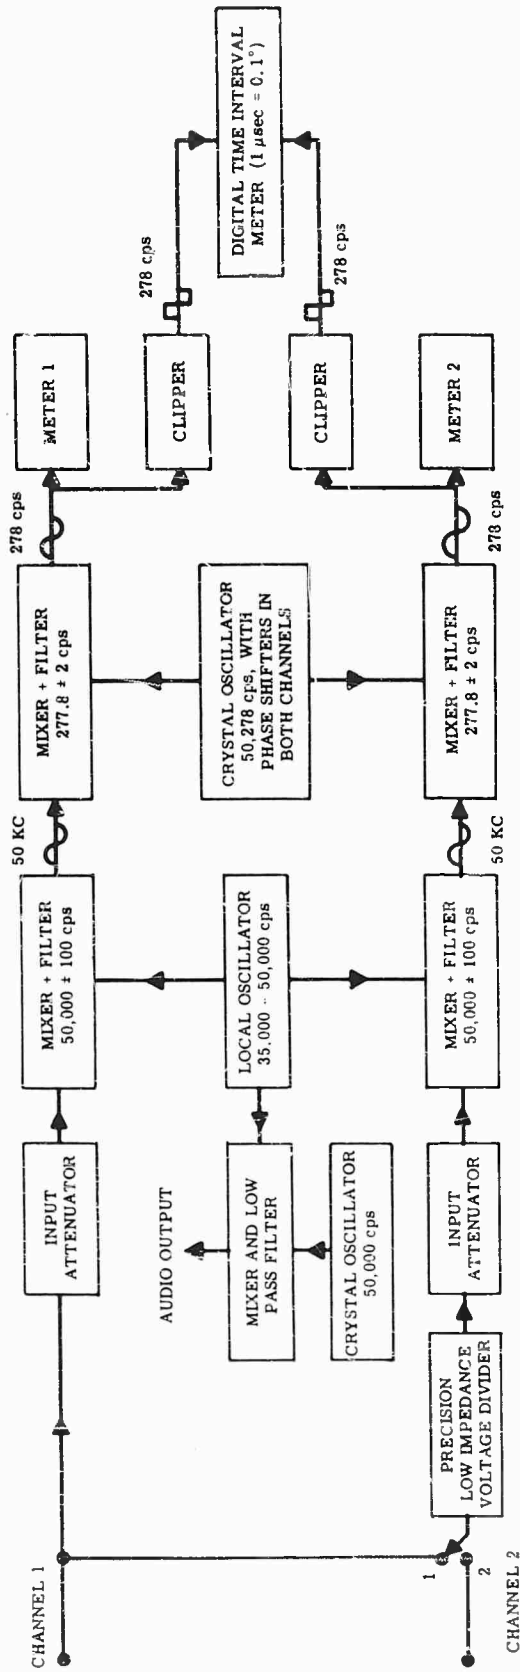 CHANNEL 1
INPUT
ATTENUATOR
MIXER + FILTER
50,000 ± 100 cps
50 KC
MIXER + FILTER
277.8 ± 2 cps
278 cps
METER 1
CLIPPER
278 cps
AUDIO OUTPUT
MIXER AND LOW
PASS FILTER
CRYSTAL OSCILLATOR
50,000 cps
LOCAL OSCILLATOR
35,000 - 50,000 cps
CRYSTAL OSCILLATOR
50,278 cps, WITH
PHASE SHIFTERS IN
BOTH CHANNELS
DIGITAL TIME INTERVAL
METER (1 μsec = 0.1°)
1
2
CHANNEL 2
PRECISION
LOW IMPEDANCE
VOLTAGE DIVIDER
INPUT
ATTENUATOR
MIXER + FILTER
50,000 ± 100 cps
50 KC
MIXER + FILTER
277.8 ± 2 cps
278 cps
CLIPPER
278 cps
METER 2